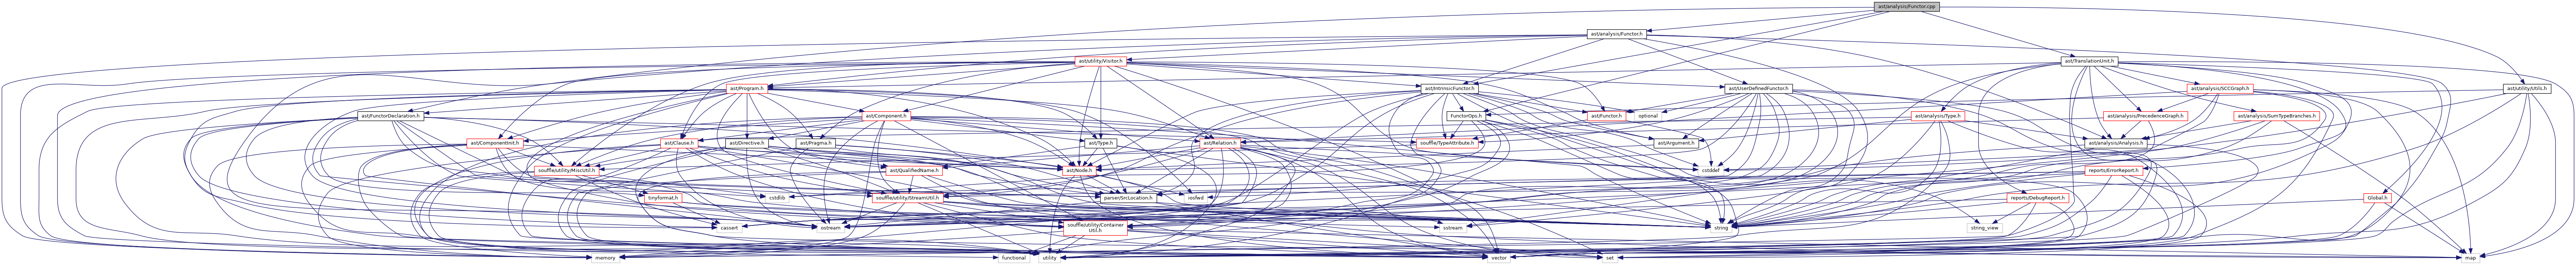 ast/analysis/Functor.cpp
ast/analysis/Functor.h
ast/utility/Visitor.h
ast/TranslationUnit.h
ast/Program.h
ast/IntrinsicFunctor.h
ast/UserDefinedFunctor.h
ast/analysis/SCCGraph.h
ast/utility/Utils.h
ast/FunctorDeclaration.h
ast/Component.h
FunctorOps.h
optional
ast/Functor.h
ast/analysis/Type.h
ast/analysis/PrecedenceGraph.h
ast/analysis/SumTypeBranches.h
ast/ComponentInit.h
ast/Clause.h
ast/Directive.h
ast/Pragma.h
ast/Type.h
ast/Relation.h
souffle/TypeAttribute.h
ast/Argument.h
ast/analysis/Analysis.h
souffle/utility/MiscUtil.h
ast/QualifiedName.h
ast/Node.h
cstddef
reports/ErrorReport.h
tinyformat.h
cstdlib
souffle/utility/StreamUtil.h
parser/SrcLocation.h
iosfwd
reports/DebugReport.h
Global.h
cassert
ostream
souffle/utility/Container
Util.h
sstream
string
string_view
memory
functional
utility
vector
set
map